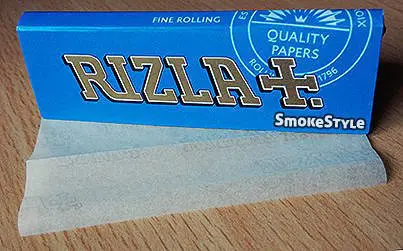 FINE ROLLING
QUALITY
PAPERS
1796
RIZLA
SMOKESTYLE